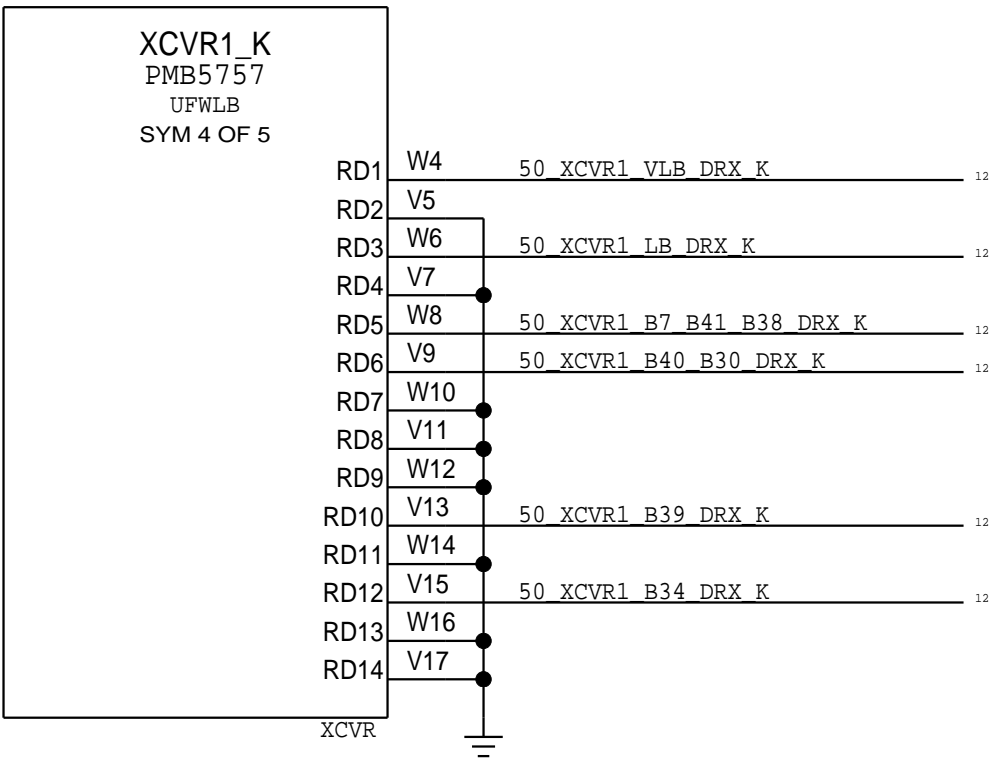 XCVR1_K
PMB5757
UFWLB
SYM 4 OF 5
RD1 W4 50_XCVR1_VLB_DRX_K 12
RD2 V5
RD3 W6 50_XCVR1_LB_DRX_K 12
RD4 V7
RD5 W8 50_XCVR1_B7_B41_B38_DRX_K 12
RD6 V9 50_XCVR1_B40_B30_DRX_K 12
RD7 W10
RD8 V11
RD9 W12
RD10 V13 50_XCVR1_B39_DRX_K 12
RD11 W14
RD12 V15 50_XCVR1_B34_DRX_K 12
RD13 W16
RD14 V17
XCVR